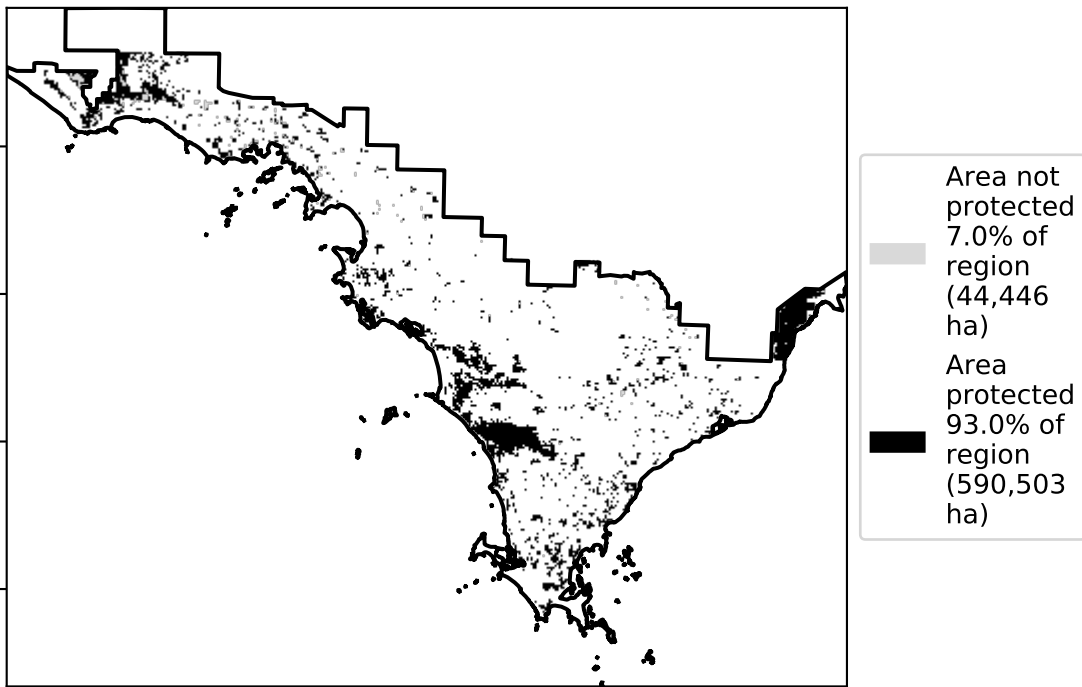 Area not
protected
7.0% of
region
(44,446
ha)
Area
protected
93.0% of
region
(590,503
ha)